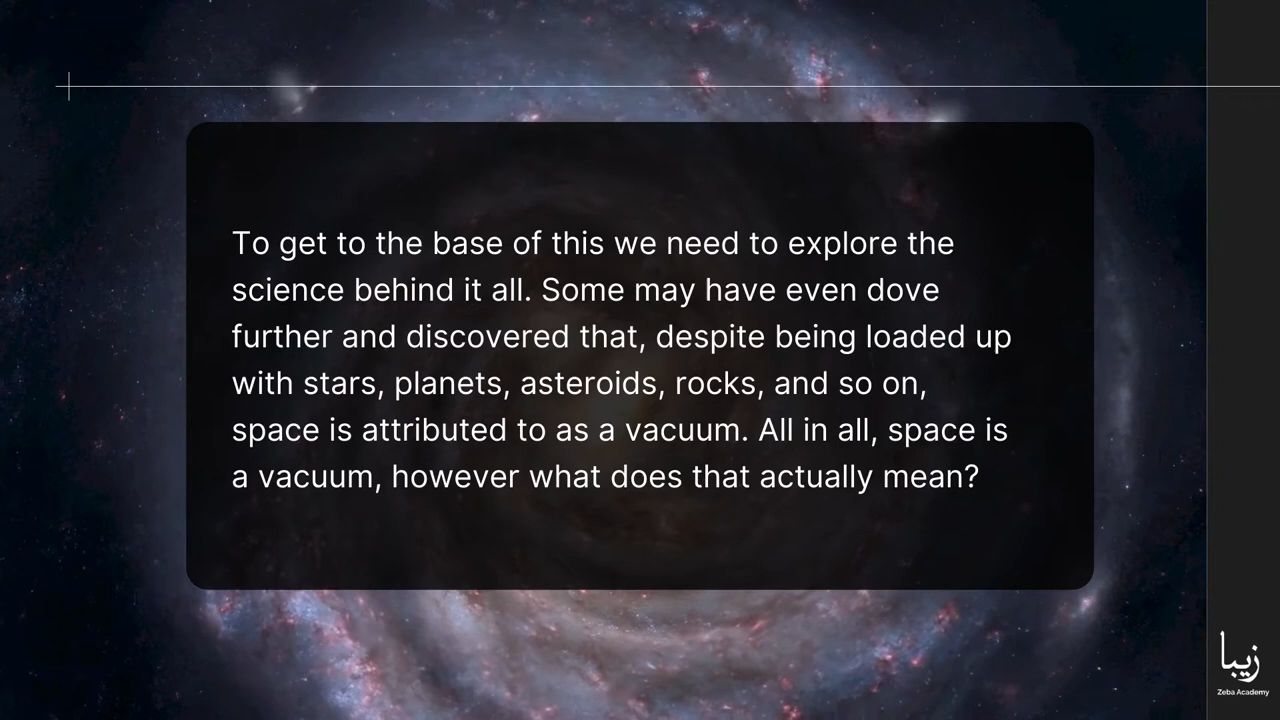 To get to the base of this we need to explore the
science behind it all. Some may have even dove
further and discovered that, despite being loaded up
with stars, planets, asteroids, rocks, and so on,
space is attributed to as a vacuum. All in all, space is
a vacuum, however what does that actually mean?
زیبا
Zeba Academy